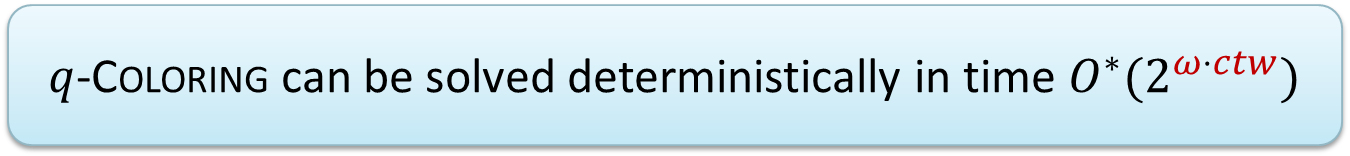 q-COLORING can be solved deterministically in time O*(2^{ω·ctw})